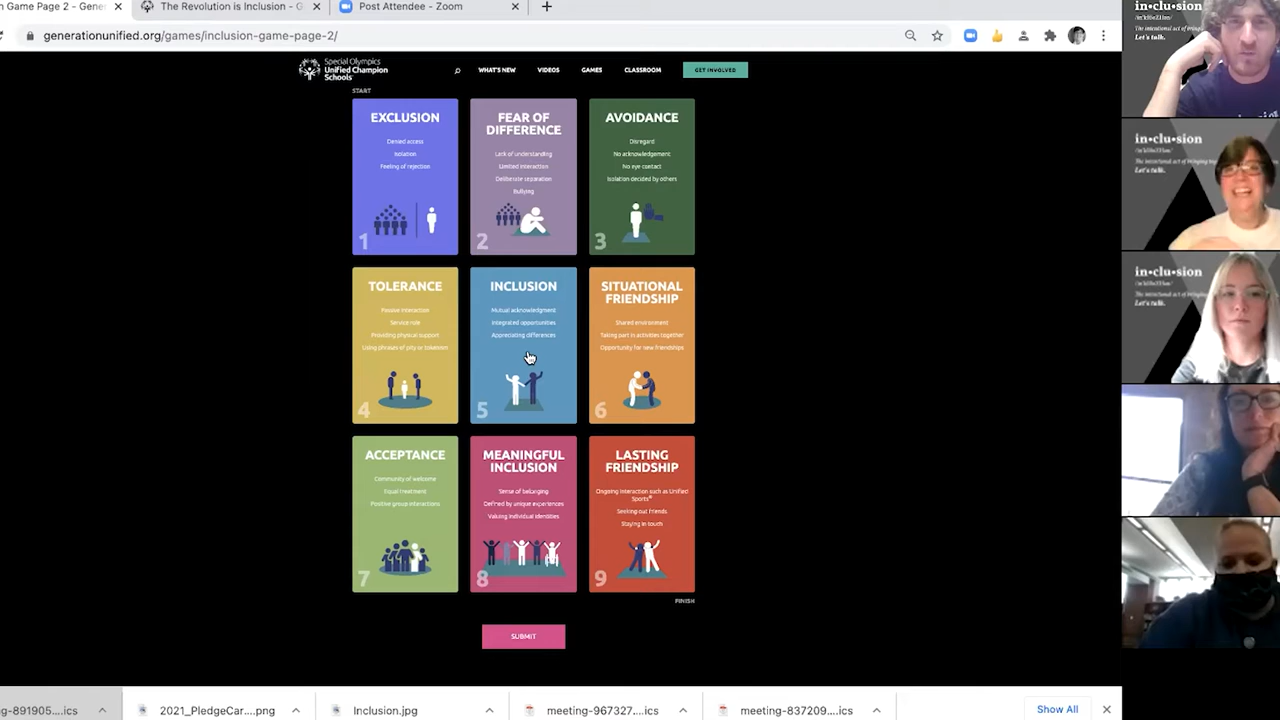 n Game Page 2 - Gene
The Revolution is Inclusion - G
Post Attendee - Zoom
generationunified.org/games/inclusion-game-page-2/
Special Olympics
Unified Champion
Schools
WHAT'S NEW
VIDEOS
GAMES
CLASSROOM
GET INVOLVED
START
EXCLUSION
Denied access
Isolation
Feeling of rejection
1
FEAR OF
DIFFERENCE
Lack of understanding
Limited interaction
Deliberate separation
Bullying
2
AVOIDANCE
Disregard
No acknowledgement
No eye contact
Isolation decided by others
3
TOLERANCE
Passive interaction
Service role
Providing physical support
Using phrases of pity or tokenism
4
INCLUSION
Mutual acknowledgment
Integrated opportunities
Appreciating differences
5
SITUATIONAL
FRIENDSHIP
Shared environment
Taking part in activities together
Opportunity for new friendships
6
ACCEPTANCE
Community of welcome
Equal treatment
Positive group interactions
7
MEANINGFUL
INCLUSION
Sense of belonging
Defined by unique experiences
Valuing individual identities
8
LASTING
FRIENDSHIP
Ongoing interaction such as Unified
Sports®
Seeking out friends
Staying in touch
9
FINISH
SUBMIT
in•clu•sion
Let's talk.
in•clu•sion
The intentional act of bringing
Let's talk.
in•clu•sion
Let's talk.
ng-891905....ics
2021_PledgeCar....png
Inclusion.jpg
meeting-967327....ics
meeting-837209....ics
Show All